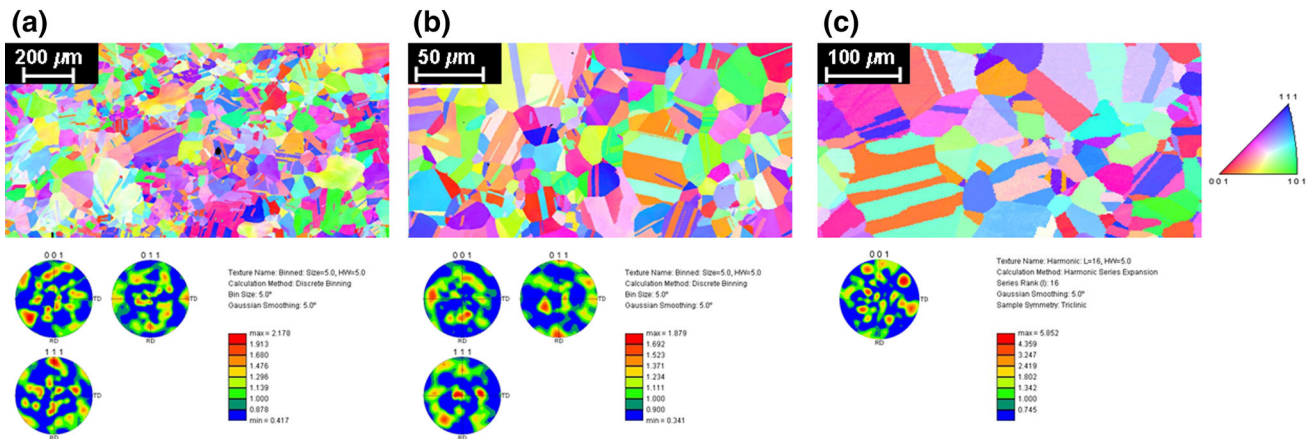 (a)
(b)
(c)
200 µm
50 µm
100 µm
1 1 1
0 0 1
1 0 1
0 0 1
0 1 1
TD
TD
RD
RD
1 1 1
TD
RD
Texture Name: Binned: Size=5.0, HW=5.0
Calculation Method: Discrete Binning
Bin Size: 5.0°
Gaussian Smoothing: 5.0°
max = 2.178
1.913
1.680
1.476
1.296
1.139
1.000
0.878
min = 0.417
0 0 1
0 1 1
TD
TD
RD
RD
1 1 1
TD
RD
Texture Name: Binned: Size=5.0, HW=5.0
Calculation Method: Discrete Binning
Bin Size: 5.0°
Gaussian Smoothing: 5.0°
max = 1.879
1.692
1.523
1.371
1.234
1.111
1.000
0.900
min = 0.341
0 0 1
TD
RD
Texture Name: Harmonic: L=16, HW=5.0
Calculation Method: Harmonic Series Expansion
Series Rank (l): 16
Gaussian Smoothing: 5.0°
Sample Symmetry: Triclinic
max = 5.852
4.359
3.247
2.419
1.802
1.342
1.000
0.745